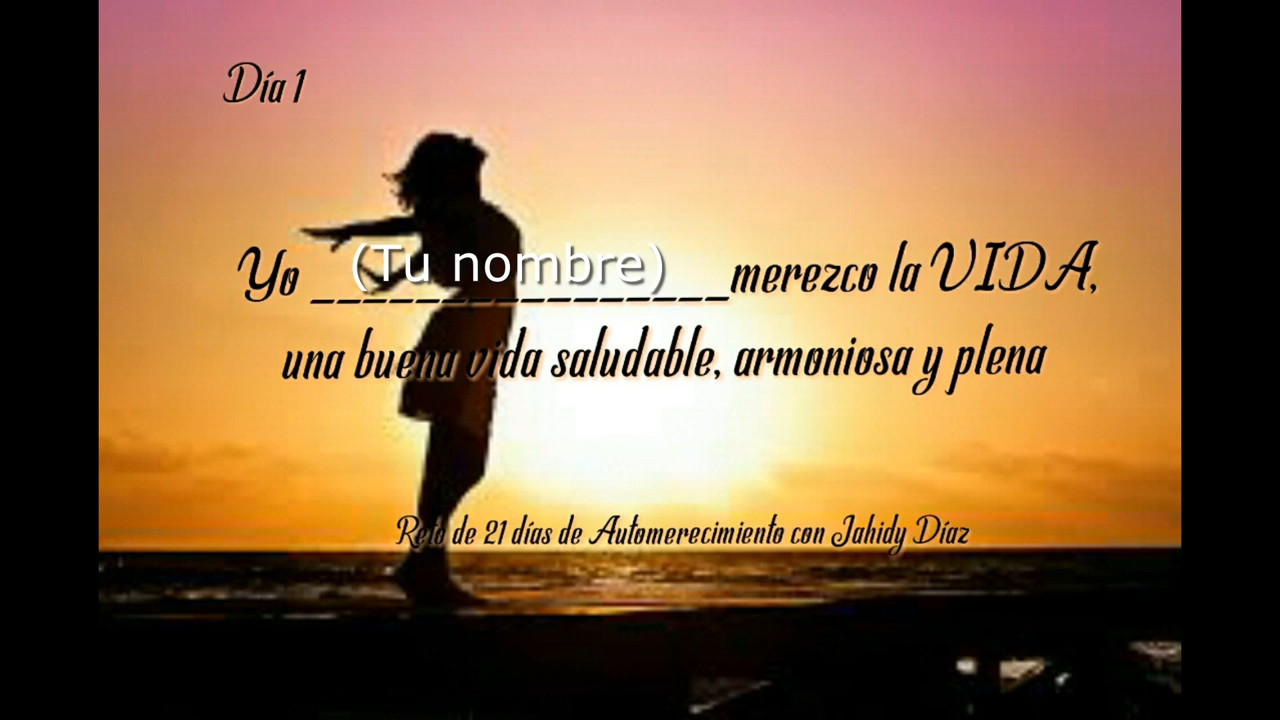 Día 1
Yo (Tu nombre) ________________merezco la VIDA,
una buena vida saludable, armoniosa y plena
Reto de 21 días de Automerecimiento con Jahidy Díaz